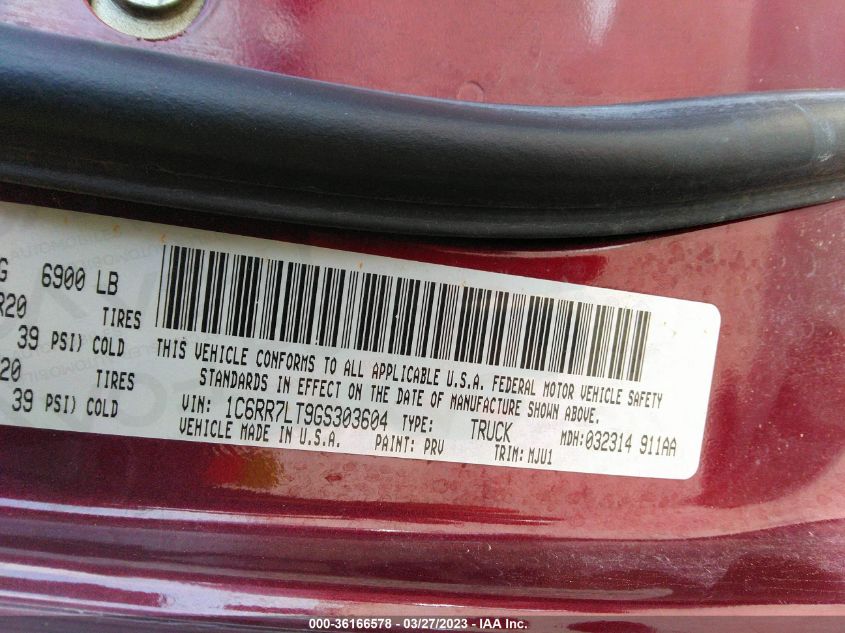 G 6900 LB
R20 TIRES
39 PSI) COLD
20 TIRES
39 PSI) COLD
THIS VEHICLE CONFORMS TO ALL APPLICABLE U.S.A. FEDERAL MOTOR VEHICLE SAFETY
STANDARDS IN EFFECT ON THE DATE OF MANUFACTURE SHOWN ABOVE.
VIN: 1C6RR7LT9GS303604 TYPE: TRUCK MDH:032314 911AA
VEHICLE MADE IN U.S.A. PAINT: PRV TRIM: MJU1
000-36166578 — 03/27/2023 — IAA Inc.